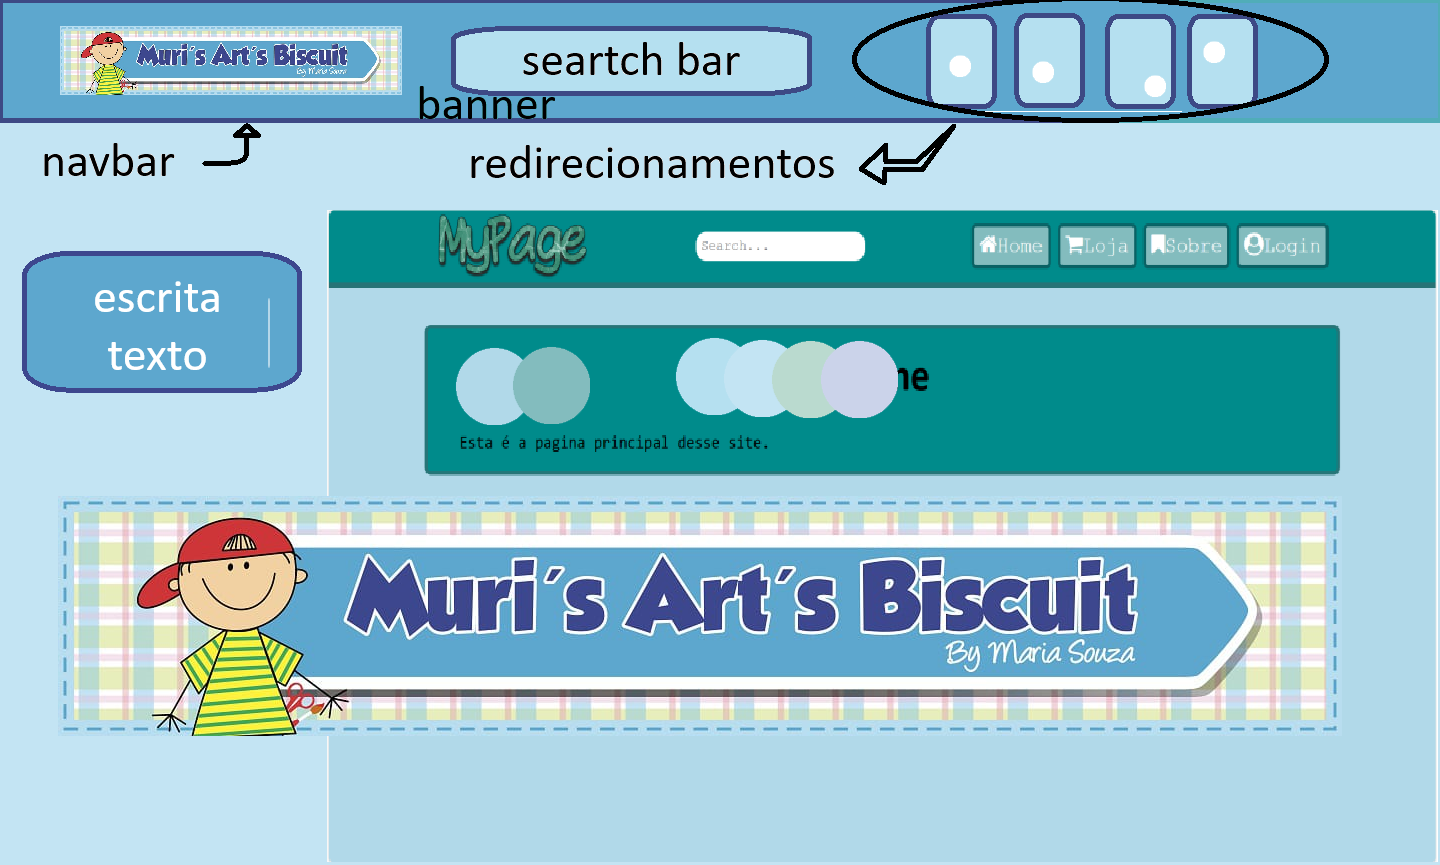 Muri´s Art´s Biscuit
By Maria Souza
seartch bar
banner
navbar
redirecionamentos
MyPage
Search...
Home
Loja
Sobre
Login
escrita
texto
Esta é a pagina principal desse site.
Muri´s Art´s Biscuit
By Maria Souza